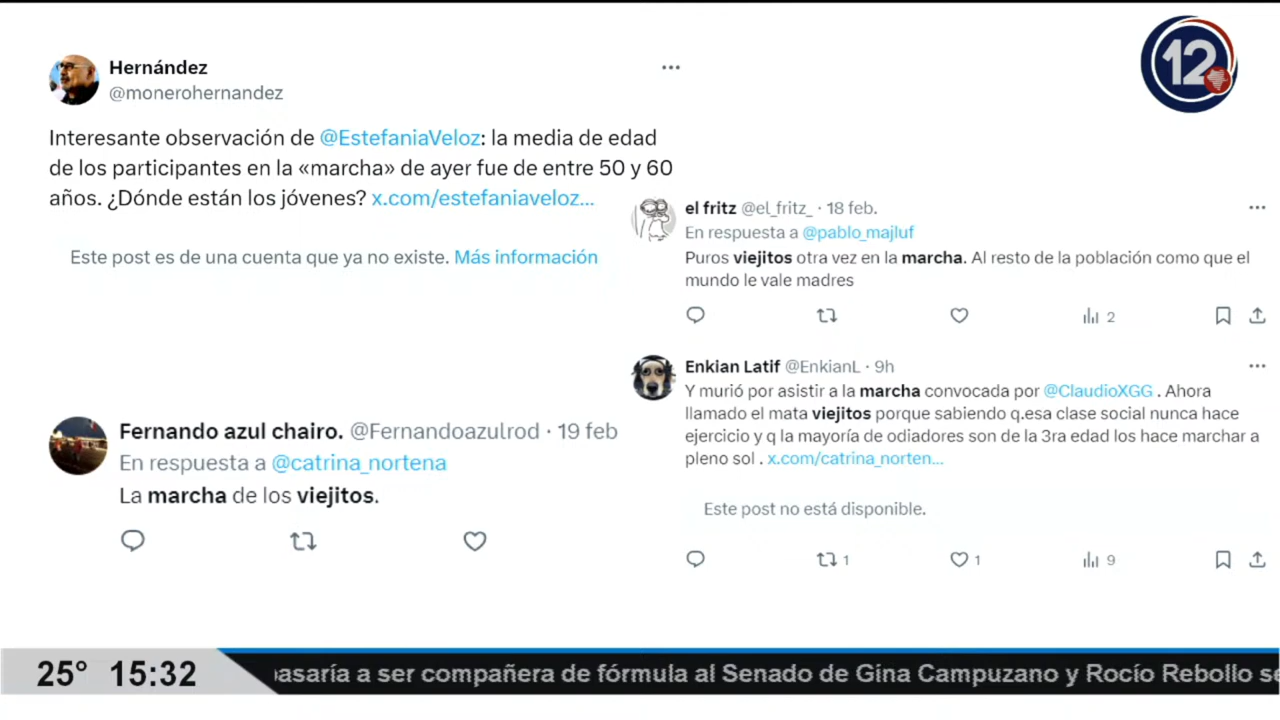 12
Hernández
@monerohernandez
Interesante observación de @EstefaniaVeloz: la media de edad
de los participantes en la «marcha» de ayer fue de entre 50 y 60
años. ¿Dónde están los jóvenes? x.com/estefaniaveloz...
Este post es de una cuenta que ya no existe. Más información
el fritz @el_fritz_ · 18 feb.
En respuesta a @pablo_majluf
Puros viejitos otra vez en la marcha. Al resto de la población como que el
mundo le vale madres
2
Enkian Latif @EnkianL · 9h
Y murió por asistir a la marcha convocada por @ClaudioXGG . Ahora
llamado el mata viejitos porque sabiendo q.esa clase social nunca hace
ejercicio y q la mayoría de odiadores son de la 3ra edad los hace marchar a
pleno sol . x.com/catrina_norten...
Este post no está disponible.
1 1 9
Fernando azul chairo. @Fernandoazulrod · 19 feb
En respuesta a @catrina_nortena
La marcha de los viejitos.
25° 15:32 asaría a ser compañera de fórmula al Senado de Gina Campuzano y Rocío Rebollo se